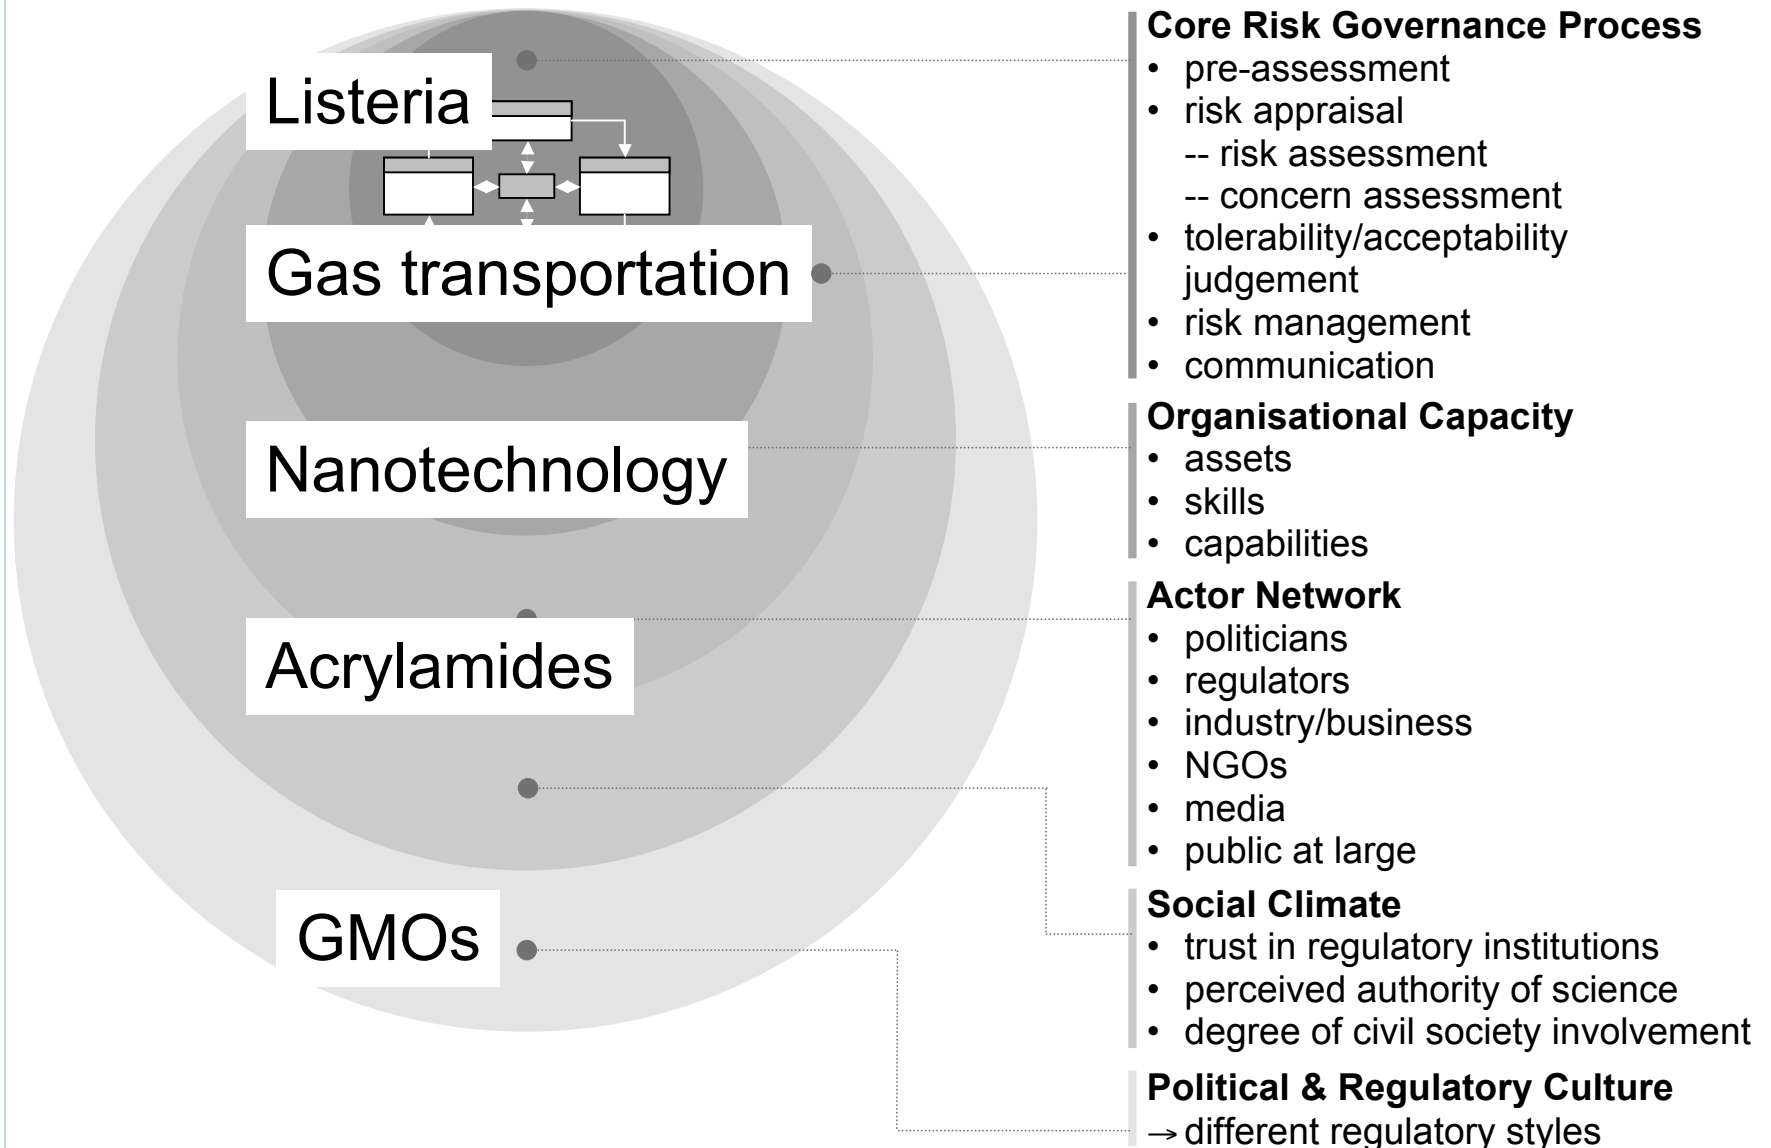 Listeria
Gas transportation
Nanotechnology
Acrylamides
GMOs
Core Risk Governance Process
• pre-assessment
• risk appraisal
-- risk assessment
-- concern assessment
• tolerability/acceptability
judgement
• risk management
• communication
Organisational Capacity
• assets
• skills
• capabilities
Actor Network
• politicians
• regulators
• industry/business
• NGOs
• media
• public at large
Social Climate
• trust in regulatory institutions
• perceived authority of science
• degree of civil society involvement
Political & Regulatory Culture
→ different regulatory styles